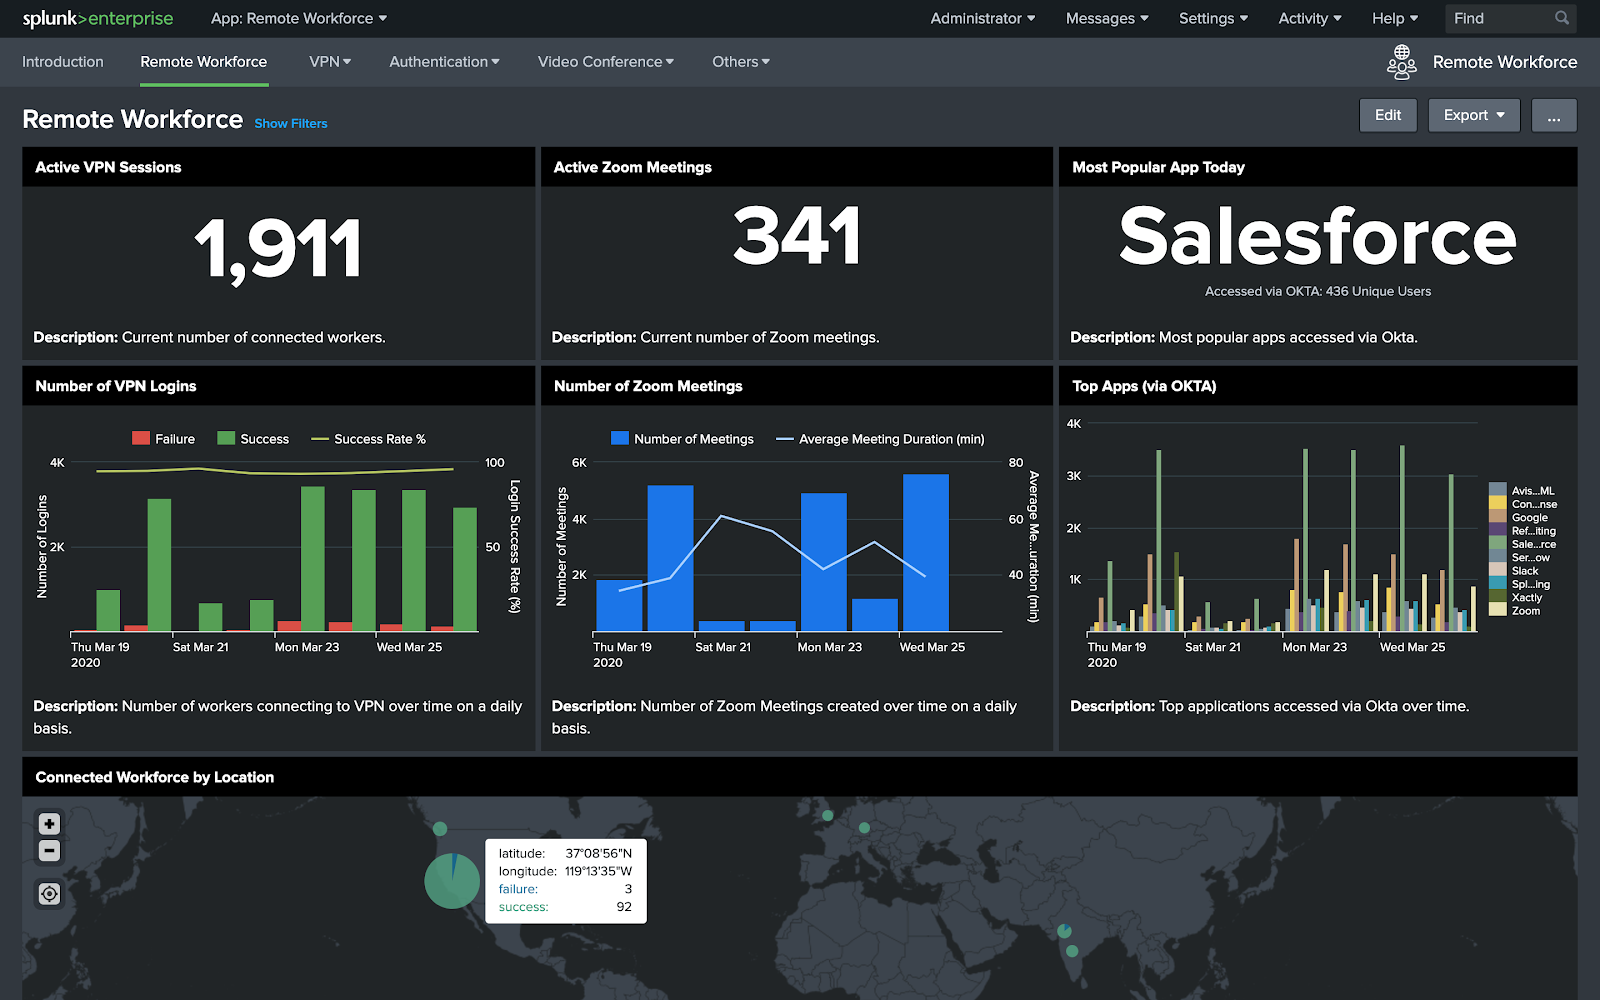 splunk>enterprise App: Remote Workforce Administrator Messages Settings Activity Help Find
Introduction Remote Workforce VPN Authentication Video Conference Others Remote Workforce
Remote Workforce Show Filters Edit Export ...
Active VPN Sessions
1,911
Description: Current number of connected workers.
Active Zoom Meetings
341
Description: Current number of Zoom meetings.
Most Popular App Today
Salesforce
Accessed via OKTA: 436 Unique Users
Description: Most popular apps accessed via Okta.
Number of VPN Logins
Failure Success Success Rate %
4K
2K
100
50
Number of Logins
Login Success Rate (%)
Thu Mar 19 Sat Mar 21 Mon Mar 23 Wed Mar 25
2020
Description: Number of workers connecting to VPN over time on a daily
basis.
Number of Zoom Meetings
Number of Meetings Average Meeting Duration (min)
6K
4K
2K
80
60
40
Number of Meetings
Average Me...uration (min)
Thu Mar 19 Sat Mar 21 Mon Mar 23 Wed Mar 25
2020
Description: Number of Zoom Meetings created over time on a daily
basis.
Top Apps (via OKTA)
4K
3K
2K
1K
Avis...ML
Con...nse
Google
Ref...iting
Sale...rce
Ser...ow
Slack
Spl...ing
Xactly
Zoom
Thu Mar 19 Sat Mar 21 Mon Mar 23 Wed Mar 25
2020
Description: Top applications accessed via Okta over time.
Connected Workforce by Location
latitude: 37°08'56"N
longitude: 119°13'35"W
failure: 3
success: 92